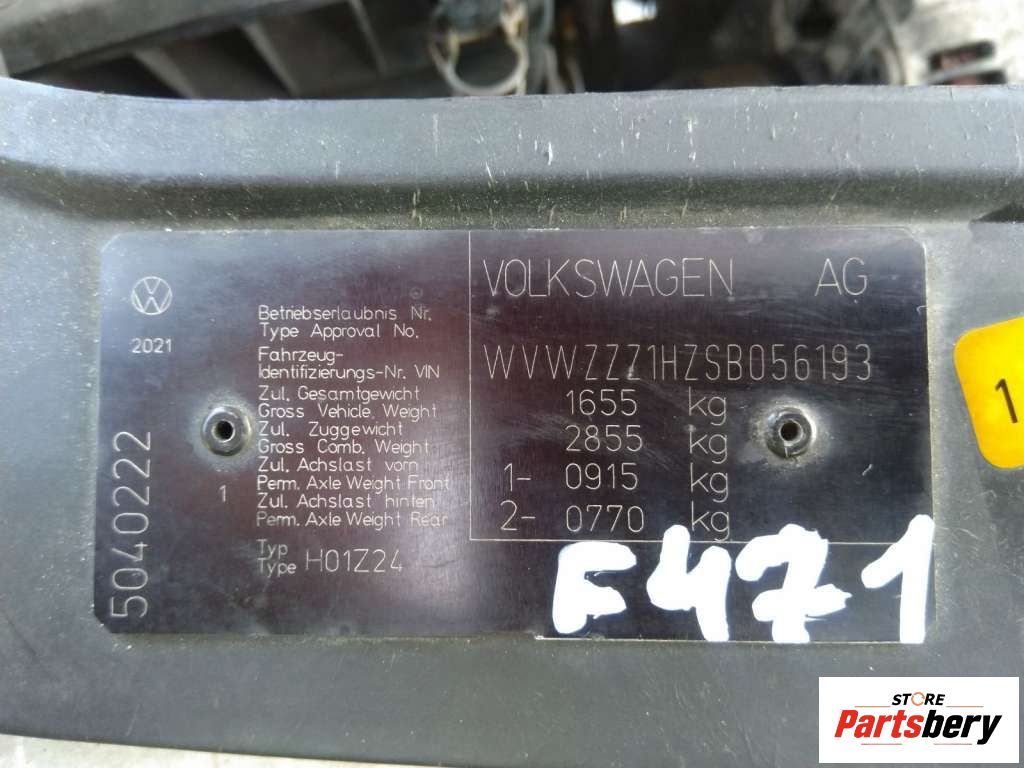 VOLKSWAGEN AG
2021
Betriebserlaubnis Nr.
Type Approval No.
Fahrzeug-
Identifizierungs-Nr. VIN
WVWZZZ1HZSB056193
Zul. Gesamtgewicht
Gross Vehicle. Weight
1655 kg
Zul. Zuggewicht
Gross Comb. Weight
2855 kg
Zul. Achslast vorn
Perm. Axle Weight Front
1- 0915 kg
Zul. Achslast hinten
Perm. Axle Weight Rear
2- 0770 kg
1
Typ
Type H01Z24
5040222
F471
1
STORE
Partsbery